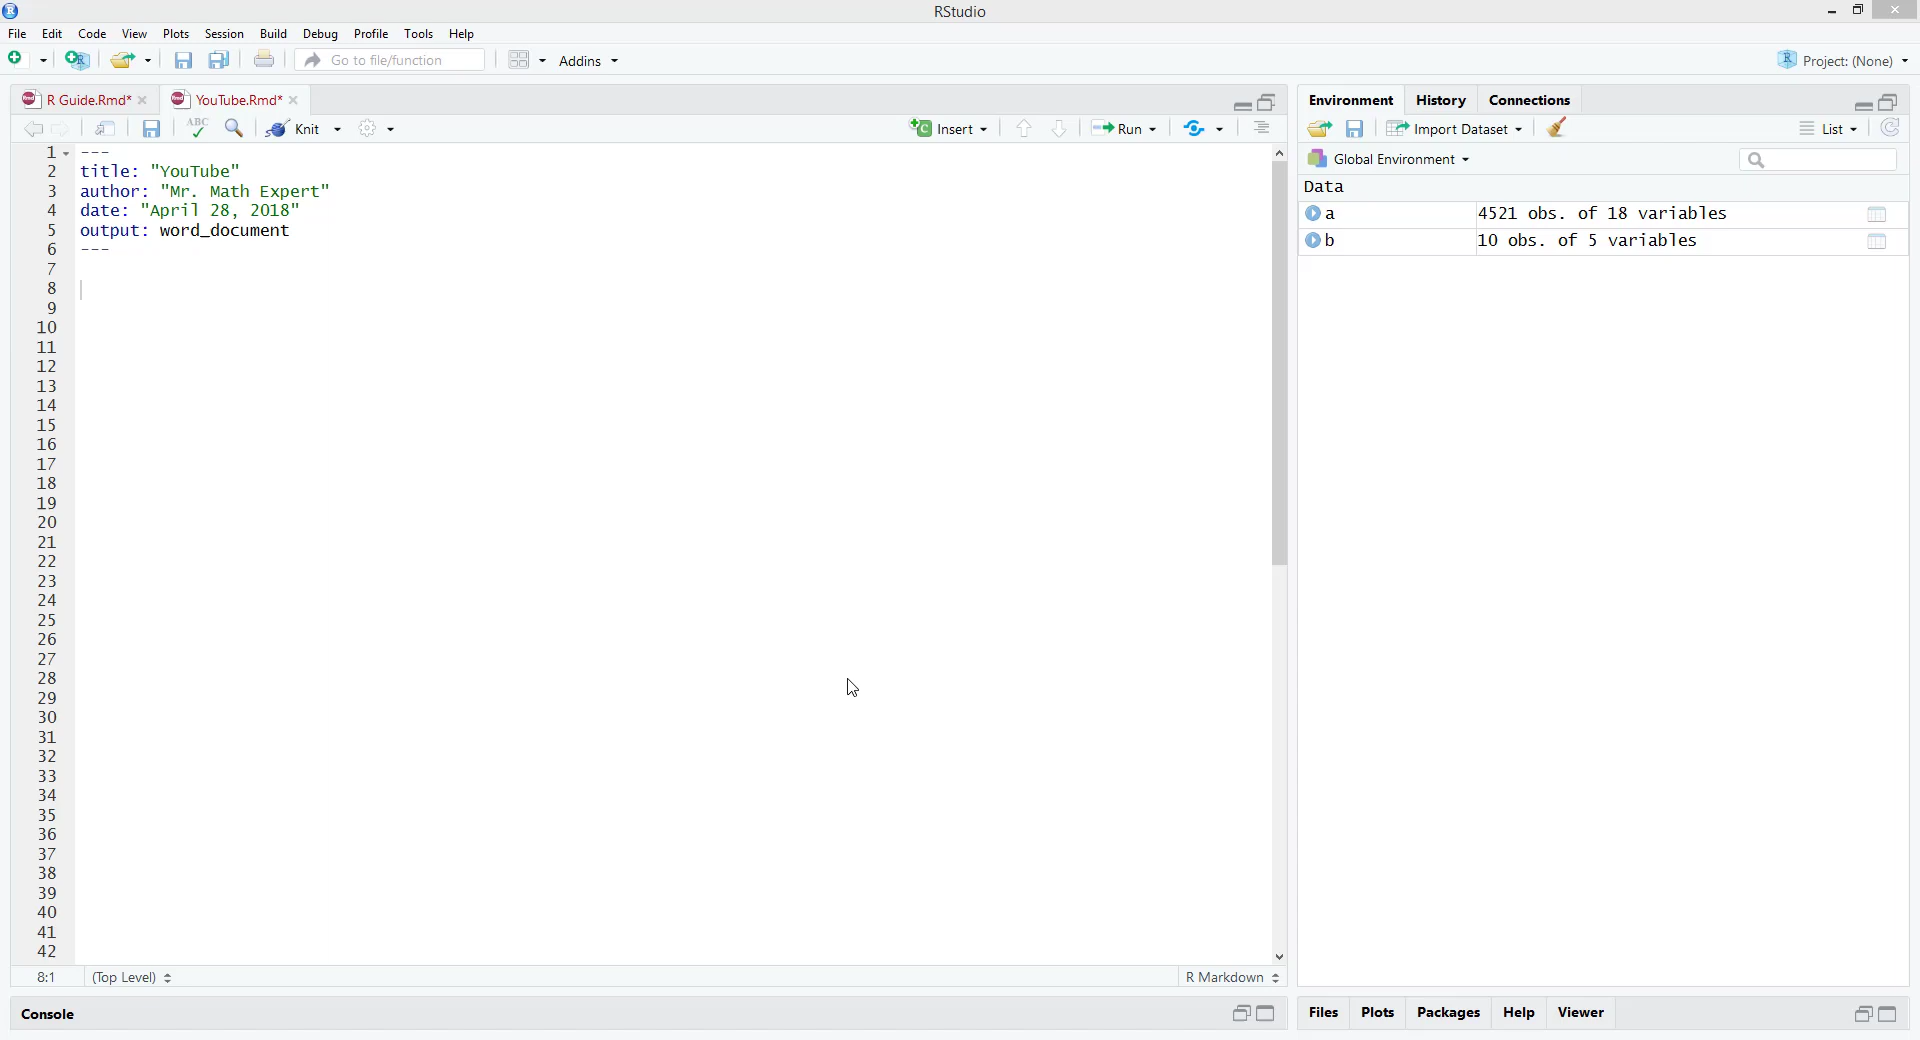 RStudio
File Edit Code View Plots Session Build Debug Profile Tools Help
Go to file/function Addins Project: (None)
R Guide.Rmd* YouTube.Rmd*
ABC Knit Insert Run
1 ---
2 title: "YouTube"
3 author: "Mr. Math Expert"
4 date: "April 28, 2018"
5 output: word_document
6 ---
7
8
9
10
11
12
13
14
15
16
17
18
19
20
21
22
23
24
25
26
27
28
29
30
31
32
33
34
35
36
37
38
39
40
41
42
8:1 (Top Level) R Markdown
Console
Environment History Connections
Import Dataset List
Global Environment
Data
a 4521 obs. of 18 variables
b 10 obs. of 5 variables
Files Plots Packages Help Viewer